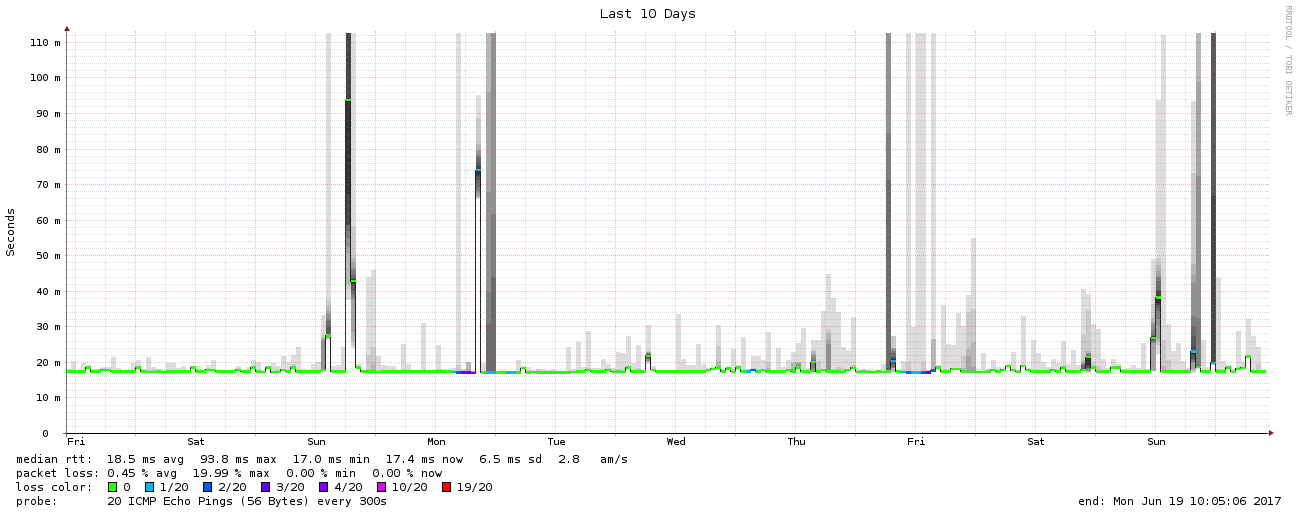 Last 10 Days
RRDTOOL / TOBI OETIKER
Seconds
110 m
100 m
90 m
80 m
70 m
60 m
50 m
40 m
30 m
20 m
10 m
0
Fri Sat Sun Mon Tue Wed Thu Fri Sat Sun
median rtt: 18.5 ms avg 93.8 ms max 17.0 ms min 17.4 ms now 6.5 ms sd 2.8 am/s
packet loss: 0.45 % avg 19.99 % max 0.00 % min 0.00 % now
loss color: 0 1/20 2/20 3/20 4/20 10/20 19/20
probe: 20 ICMP Echo Pings (56 Bytes) every 300s end: Mon Jun 19 10:05:06 2017